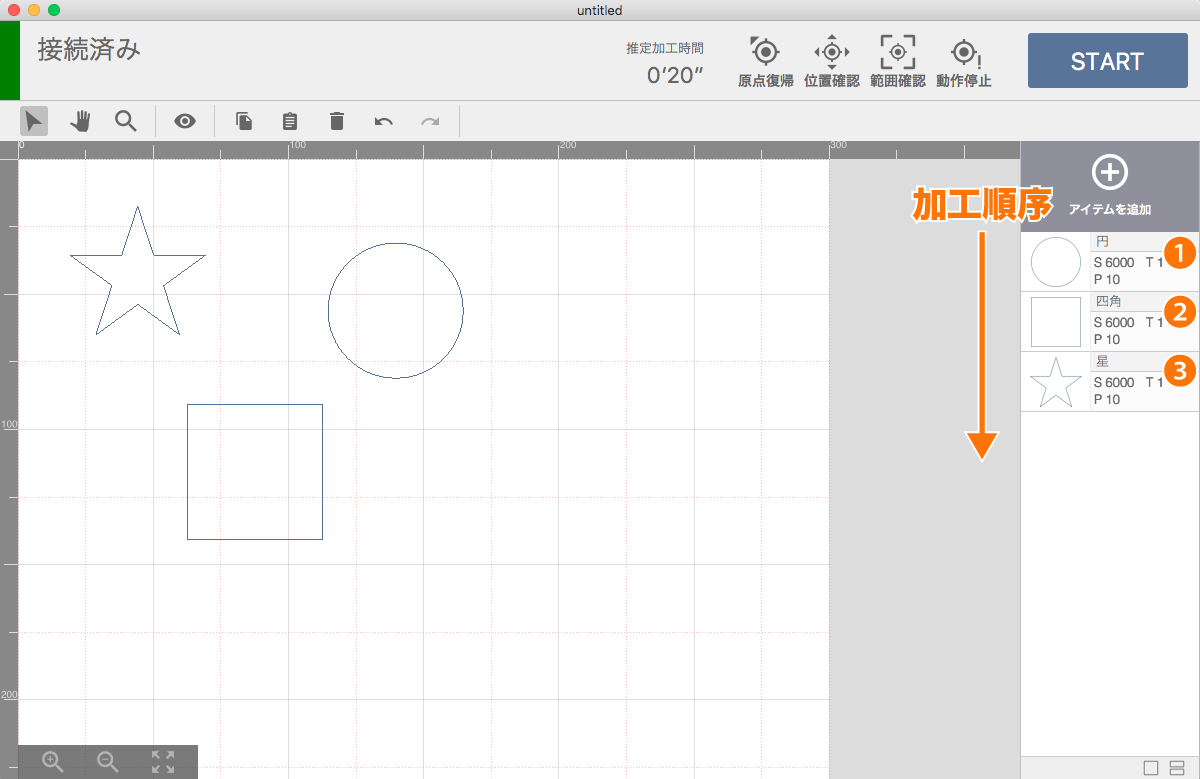 untitled
接続済み
推定加工時間
0’20”
原点復帰
位置確認
範囲確認
動作停止
START
0
100
200
300
100
200
加工順序
アイテムを追加
円
S 6000 T 1
P 10
1
四角
S 6000 T 1
P 10
2
星
S 6000 T 1
P 10
3